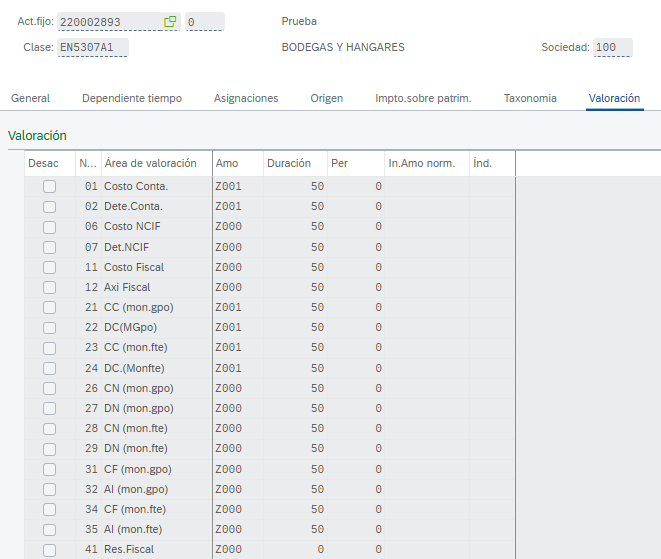 Act.fijo: 220002893 0 Prueba
Clase: EN5307A1 BODEGAS Y HANGARES Sociedad: 100
General Dependiente tiempo Asignaciones Origen Impto.sobre patrim. Taxonomia Valoración
Valoración
Desac N... Área de valoración Amo Duración Per In.Amo norm. Índ.
01 Costo Conta. Z001 50 0
02 Dete.Conta. Z001 50 0
06 Costo NCIF Z000 50 0
07 Det.NCIF Z000 50 0
11 Costo Fiscal Z000 50 0
12 Axi Fiscal Z000 50 0
21 CC (mon.gpo) Z001 50 0
22 DC(MGpo) Z001 50 0
23 CC (mon.fte) Z001 50 0
24 DC.(Monfte) Z001 50 0
26 CN (mon.gpo) Z000 50 0
27 DN (mon.gpo) Z000 50 0
28 CN (mon.fte) Z000 50 0
29 DN (mon.fte) Z000 50 0
31 CF (mon.gpo) Z000 50 0
32 AI (mon.gpo) Z000 50 0
34 CF (mon.fte) Z000 50 0
35 AI (mon.fte) Z000 50 0
41 Res.Fiscal Z000 0 0